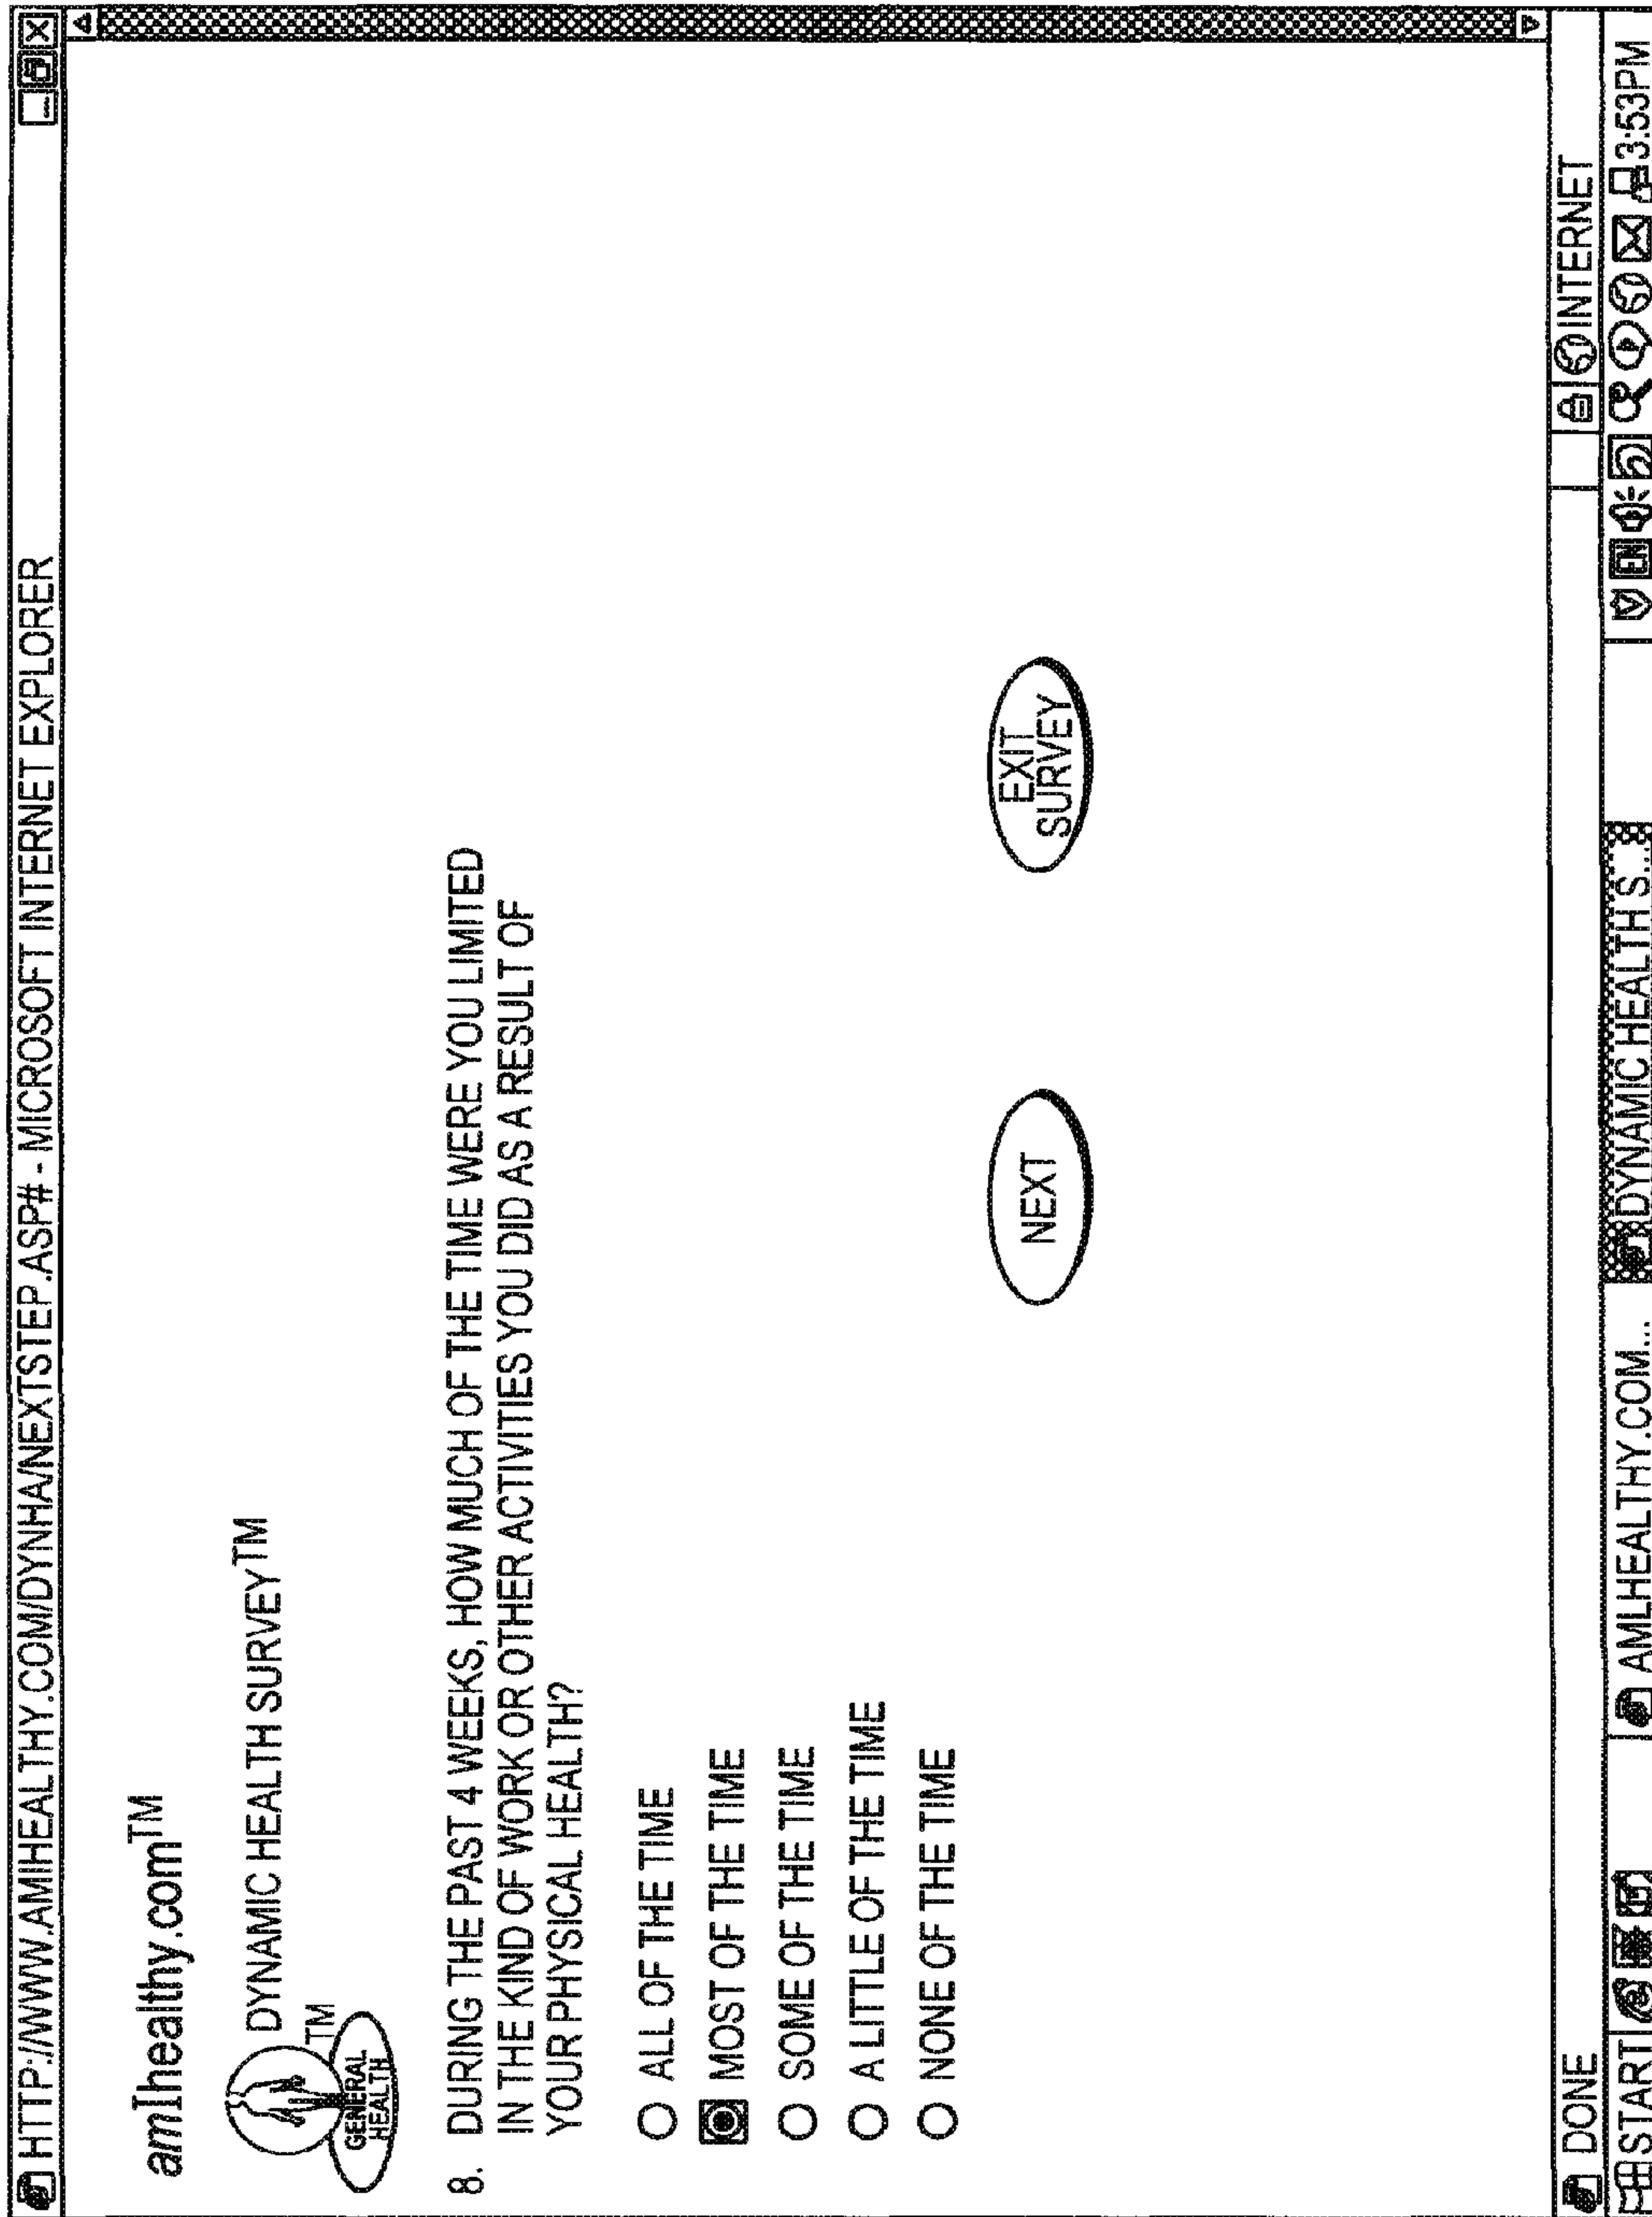 HTTP://WWW.AMIHEALTHY.COM/DYNHA/NEXTSTEP.ASP# - MICROSOFT INTERNET EXPLORER
amIhealthy.com™
DYNAMIC HEALTH SURVEY™
TM
GENERAL
HEALTH
8. DURING THE PAST 4 WEEKS, HOW MUCH OF THE TIME WERE YOU LIMITED
IN THE KIND OF WORK OR OTHER ACTIVITIES YOU DID AS A RESULT OF
YOUR PHYSICAL HEALTH?
ALL OF THE TIME
MOST OF THE TIME
SOME OF THE TIME
A LITTLE OF THE TIME
NONE OF THE TIME
NEXT
EXIT
SURVEY
DONE
INTERNET
START
AMLHEALTHY.COM...
DYNAMIC HEALTH S...
EN
3:53PM